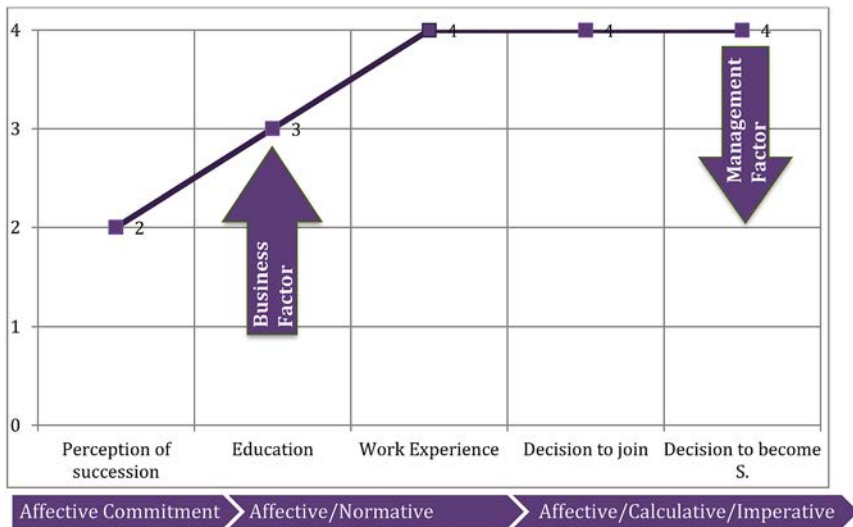 4
3
2
1
0
2
3
4
4
4
Business
Factor
Management
Factor
Perception of
succession
Education
Work Experience
Decision to join
Decision to become
S.
Affective Commitment
Affective/Normative
Affective/Calculative/Imperative